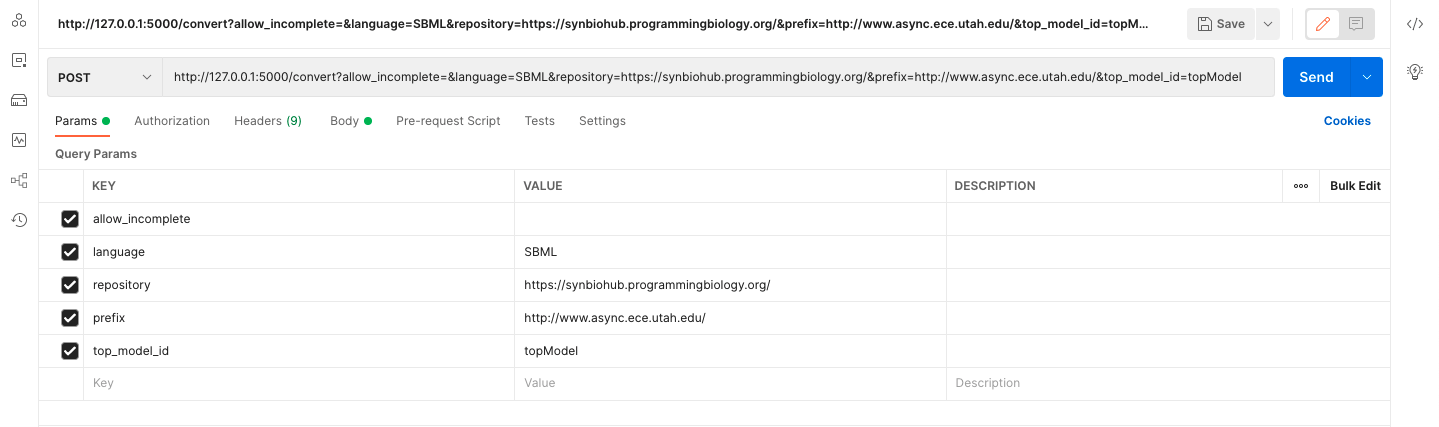 http://127.0.0.1:5000/convert?allow_incomplete=&language=SBML&repository=https://synbiohub.programmingbiology.org/&prefix=http://www.async.ece.utah.edu/&top_model_id=topM... Save
POST http://127.0.0.1:5000/convert?allow_incomplete=&language=SBML&repository=https://synbiohub.programmingbiology.org/&prefix=http://www.async.ece.utah.edu/&top_model_id=topModel Send
Params Authorization Headers (9) Body Pre-request Script Tests Settings Cookies
Query Params
KEY VALUE DESCRIPTION Bulk Edit
allow_incomplete
language SBML
repository https://synbiohub.programmingbiology.org/
prefix http://www.async.ece.utah.edu/
top_model_id topModel
Key Value Description